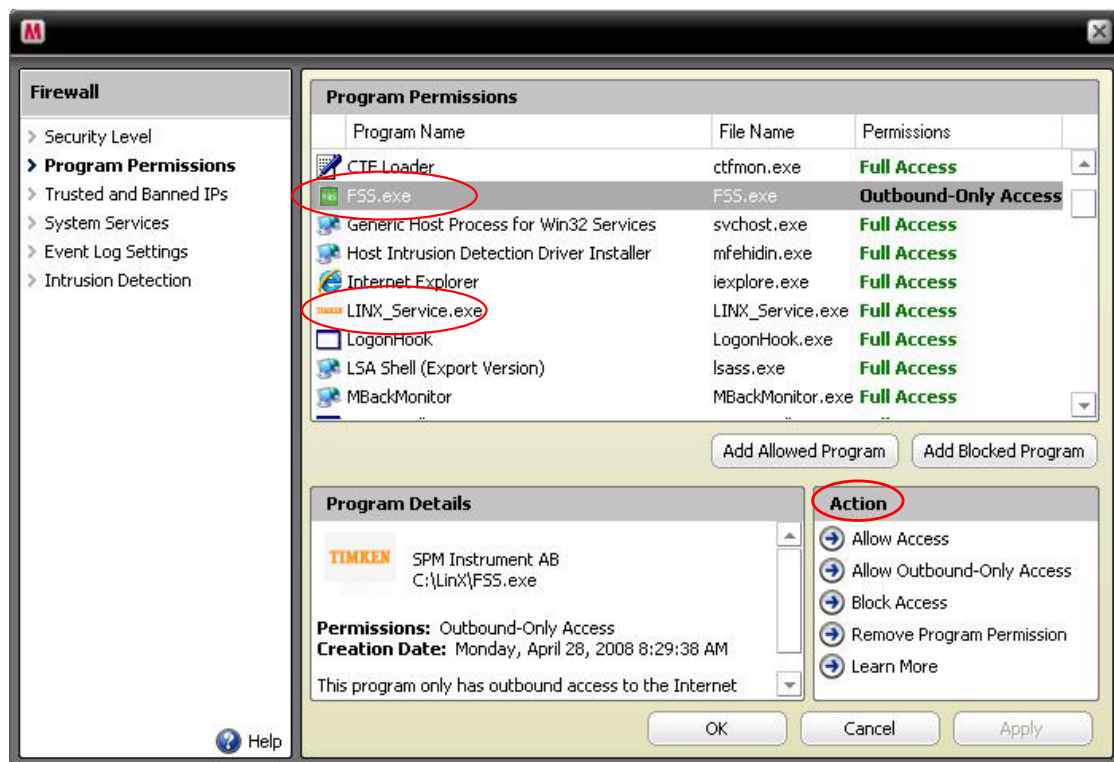 M
Firewall
Security Level
Program Permissions
Trusted and Banned IPs
System Services
Event Log Settings
Intrusion Detection
Help
Program Permissions
Program Name File Name Permissions
CTF Loader ctfmon.exe Full Access
FSS.exe FSS.exe Outbound-Only Access
Generic Host Process for Win32 Services svchost.exe Full Access
Host Intrusion Detection Driver Installer mfehidin.exe Full Access
Internet Explorer iexplore.exe Full Access
TIMKEN LINX_Service.exe LINX_Service.exe Full Access
LogonHook LogonHook.exe Full Access
LSA Shell (Export Version) lsass.exe Full Access
MBackMonitor MBackMonitor.exe Full Access
Add Allowed Program Add Blocked Program
Program Details
TIMKEN SPM Instrument AB
C:\LinX\FSS.exe
Permissions: Outbound-Only Access
Creation Date: Monday, April 28, 2008 8:29:38 AM
This program only has outbound access to the Internet
Action
Allow Access
Allow Outbound-Only Access
Block Access
Remove Program Permission
Learn More
OK Cancel Apply